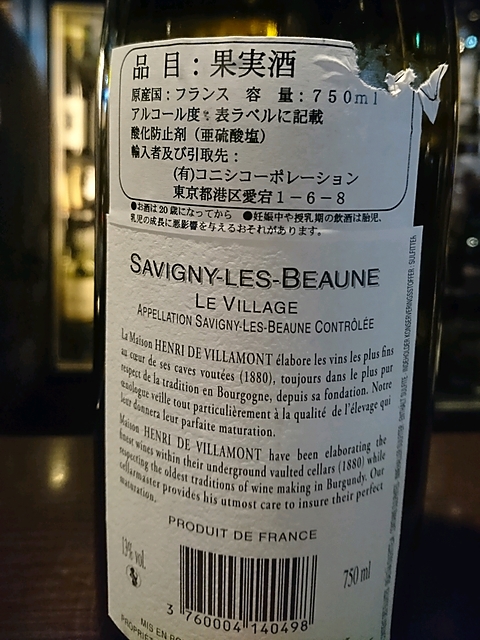 品 目：果実酒
原産国：フランス 容 量：750ml
アルコール度：表ラベルに記載
酸化防止剤（亜硫酸塩）
輸入者及び引取先：
(有)コニシコーポレーション
東京都港区愛宕1－6－8
●お酒は20歳になってから ●妊娠中や授乳期の飲酒は胎児、
乳児の成長に悪影響を与えるおそれがあります。
SAVIGNY-LES-BEAUNE
LE VILLAGE
APPELLATION SAVIGNY-LES-BEAUNE CONTRÔLÉE
La Maison HENRI DE VILLAMONT élabore les vins les plus fins
au cœur de ses caves voutées (1880), toujours dans le plus pur
respect de la tradition en Bourgogne, depuis sa fondation. Notre
œnologue veille tout particulièrement à la qualité de l'élevage qui
leur donnera leur parfaite maturation.
Maison HENRI DE VILLAMONT have been elaborating the
finest wines within their underground vaulted cellars (1880) while
respecting the oldest traditions of wine making in Burgundy. Our
cellarmaster provides his utmost care to insure their perfect
maturation.
PRODUIT DE FRANCE
13% vol.
750 ml
3 760004 140498
MIS EN